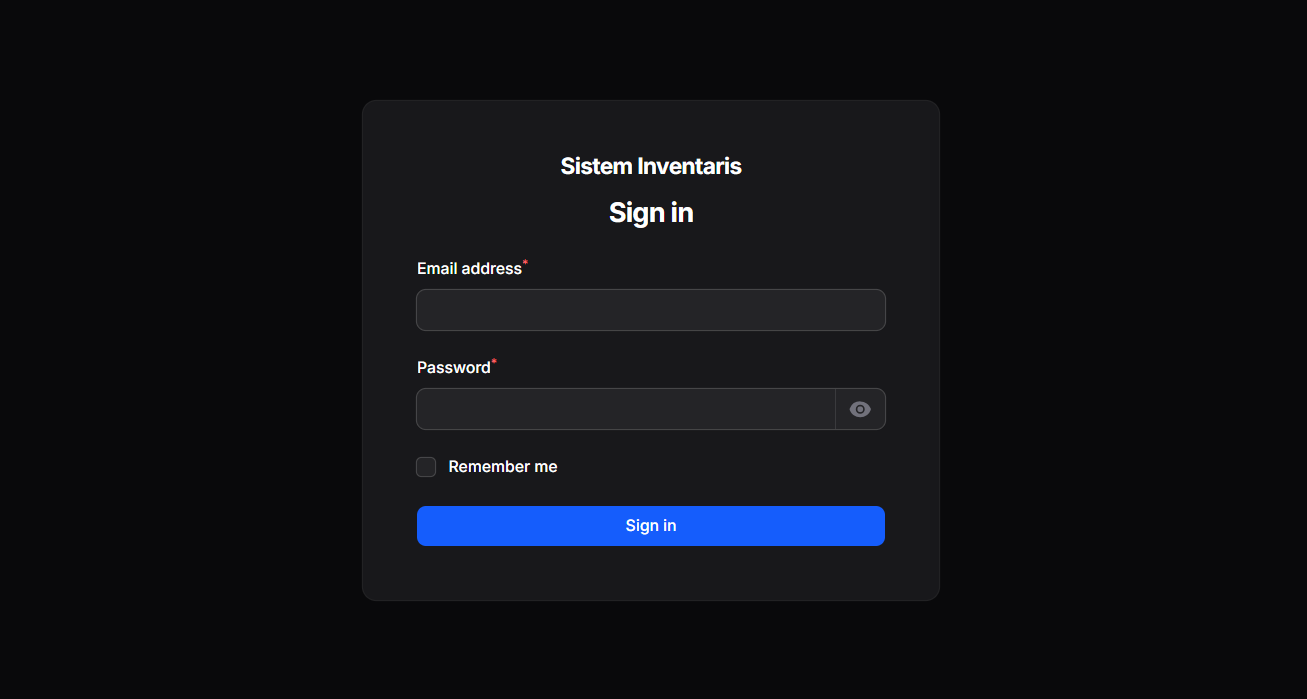 Sistem Inventaris
Sign in
Email address*
Password*
Remember me
Sign in